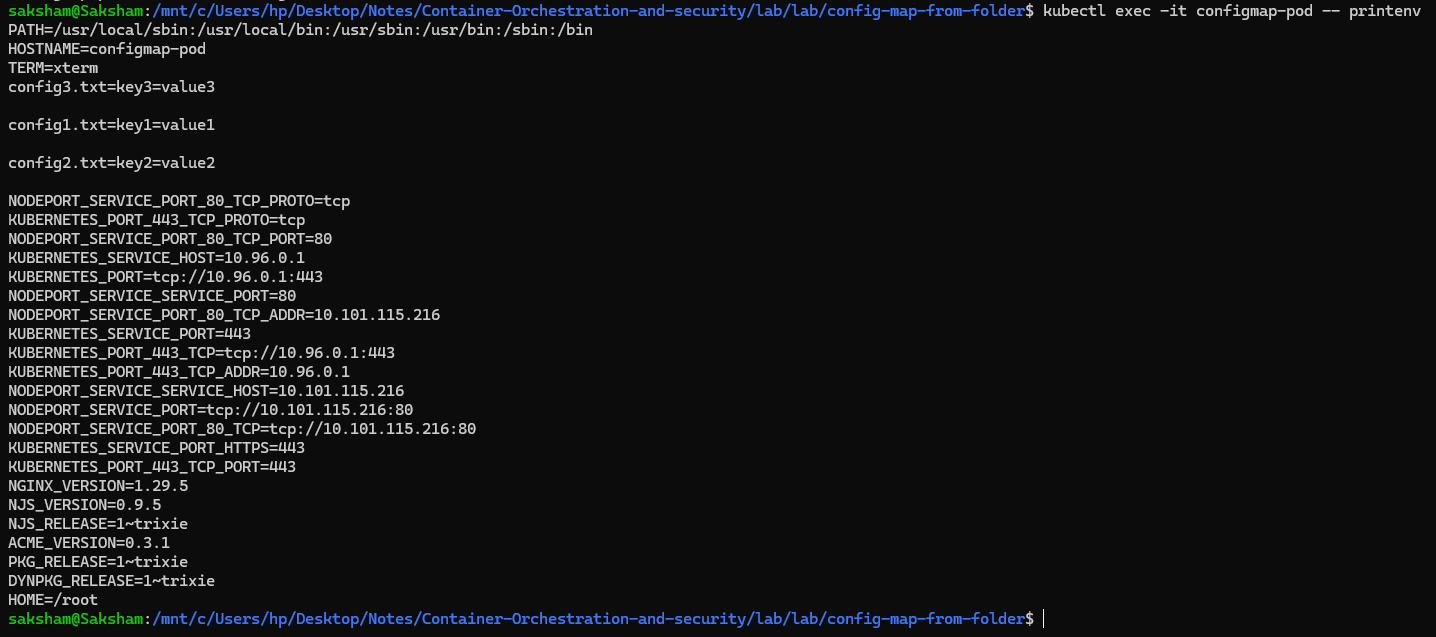 saksham@Saksham:/mnt/c/Users/hp/Desktop/Notes/Container-Orchestration-and-security/lab/lab/config-map-from-folder$ kubectl exec -it configmap-pod -- printenv
PATH=/usr/local/sbin:/usr/local/bin:/usr/sbin:/usr/bin:/sbin:/bin
HOSTNAME=configmap-pod
TERM=xterm
config3.txt=key3=value3
config1.txt=key1=value1
config2.txt=key2=value2
NODEPORT_SERVICE_PORT_80_TCP_PROTO=tcp
KUBERNETES_PORT_443_TCP_PROTO=tcp
NODEPORT_SERVICE_PORT_80_TCP_PORT=80
KUBERNETES_SERVICE_HOST=10.96.0.1
KUBERNETES_PORT=tcp://10.96.0.1:443
NODEPORT_SERVICE_SERVICE_PORT=80
NODEPORT_SERVICE_PORT_80_TCP_ADDR=10.101.115.216
KUBERNETES_SERVICE_PORT=443
KUBERNETES_PORT_443_TCP=tcp://10.96.0.1:443
KUBERNETES_PORT_443_TCP_ADDR=10.96.0.1
NODEPORT_SERVICE_SERVICE_HOST=10.101.115.216
NODEPORT_SERVICE_PORT=tcp://10.101.115.216:80
NODEPORT_SERVICE_PORT_80_TCP=tcp://10.101.115.216:80
KUBERNETES_SERVICE_PORT_HTTPS=443
KUBERNETES_PORT_443_TCP_PORT=443
NGINX_VERSION=1.29.5
NJS_VERSION=0.9.5
NJS_RELEASE=1~trixie
ACME_VERSION=0.3.1
PKG_RELEASE=1~trixie
DYNPKG_RELEASE=1~trixie
HOME=/root
saksham@Saksham:/mnt/c/Users/hp/Desktop/Notes/Container-Orchestration-and-security/lab/lab/config-map-from-folder$